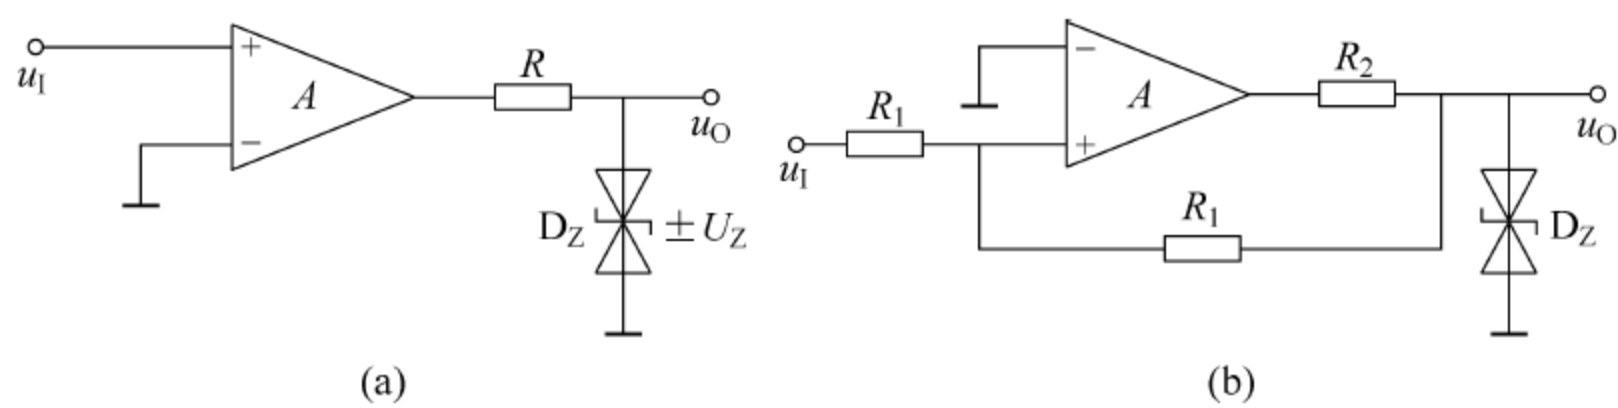 u_I
+
−
A
R
u_O
D_Z
±U_Z
(a)
u_I
R_1
−
+
A
R_2
R_1
u_O
D_Z
(b)